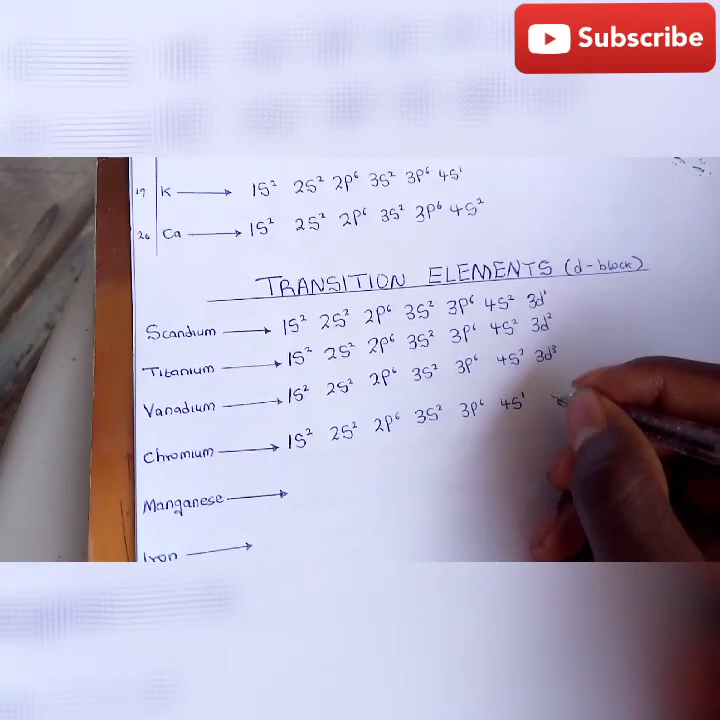 Subscribe
19 K → 1S² 2S² 2P⁶ 3S² 3P⁶ 4S¹
20 Ca → 1S² 2S² 2P⁶ 3S² 3P⁶ 4S²
TRANSITION ELEMENTS (d-block)
Scandium → 1S² 2S² 2P⁶ 3S² 3P⁶ 4S² 3d¹
Titanium → 1S² 2S² 2P⁶ 3S² 3P⁶ 4S² 3d²
Vanadium → 1S² 2S² 2P⁶ 3S² 3P⁶ 4S² 3d³
Chromium → 1S² 2S² 2P⁶ 3S² 3P⁶ 4S¹
Manganese →
Iron →